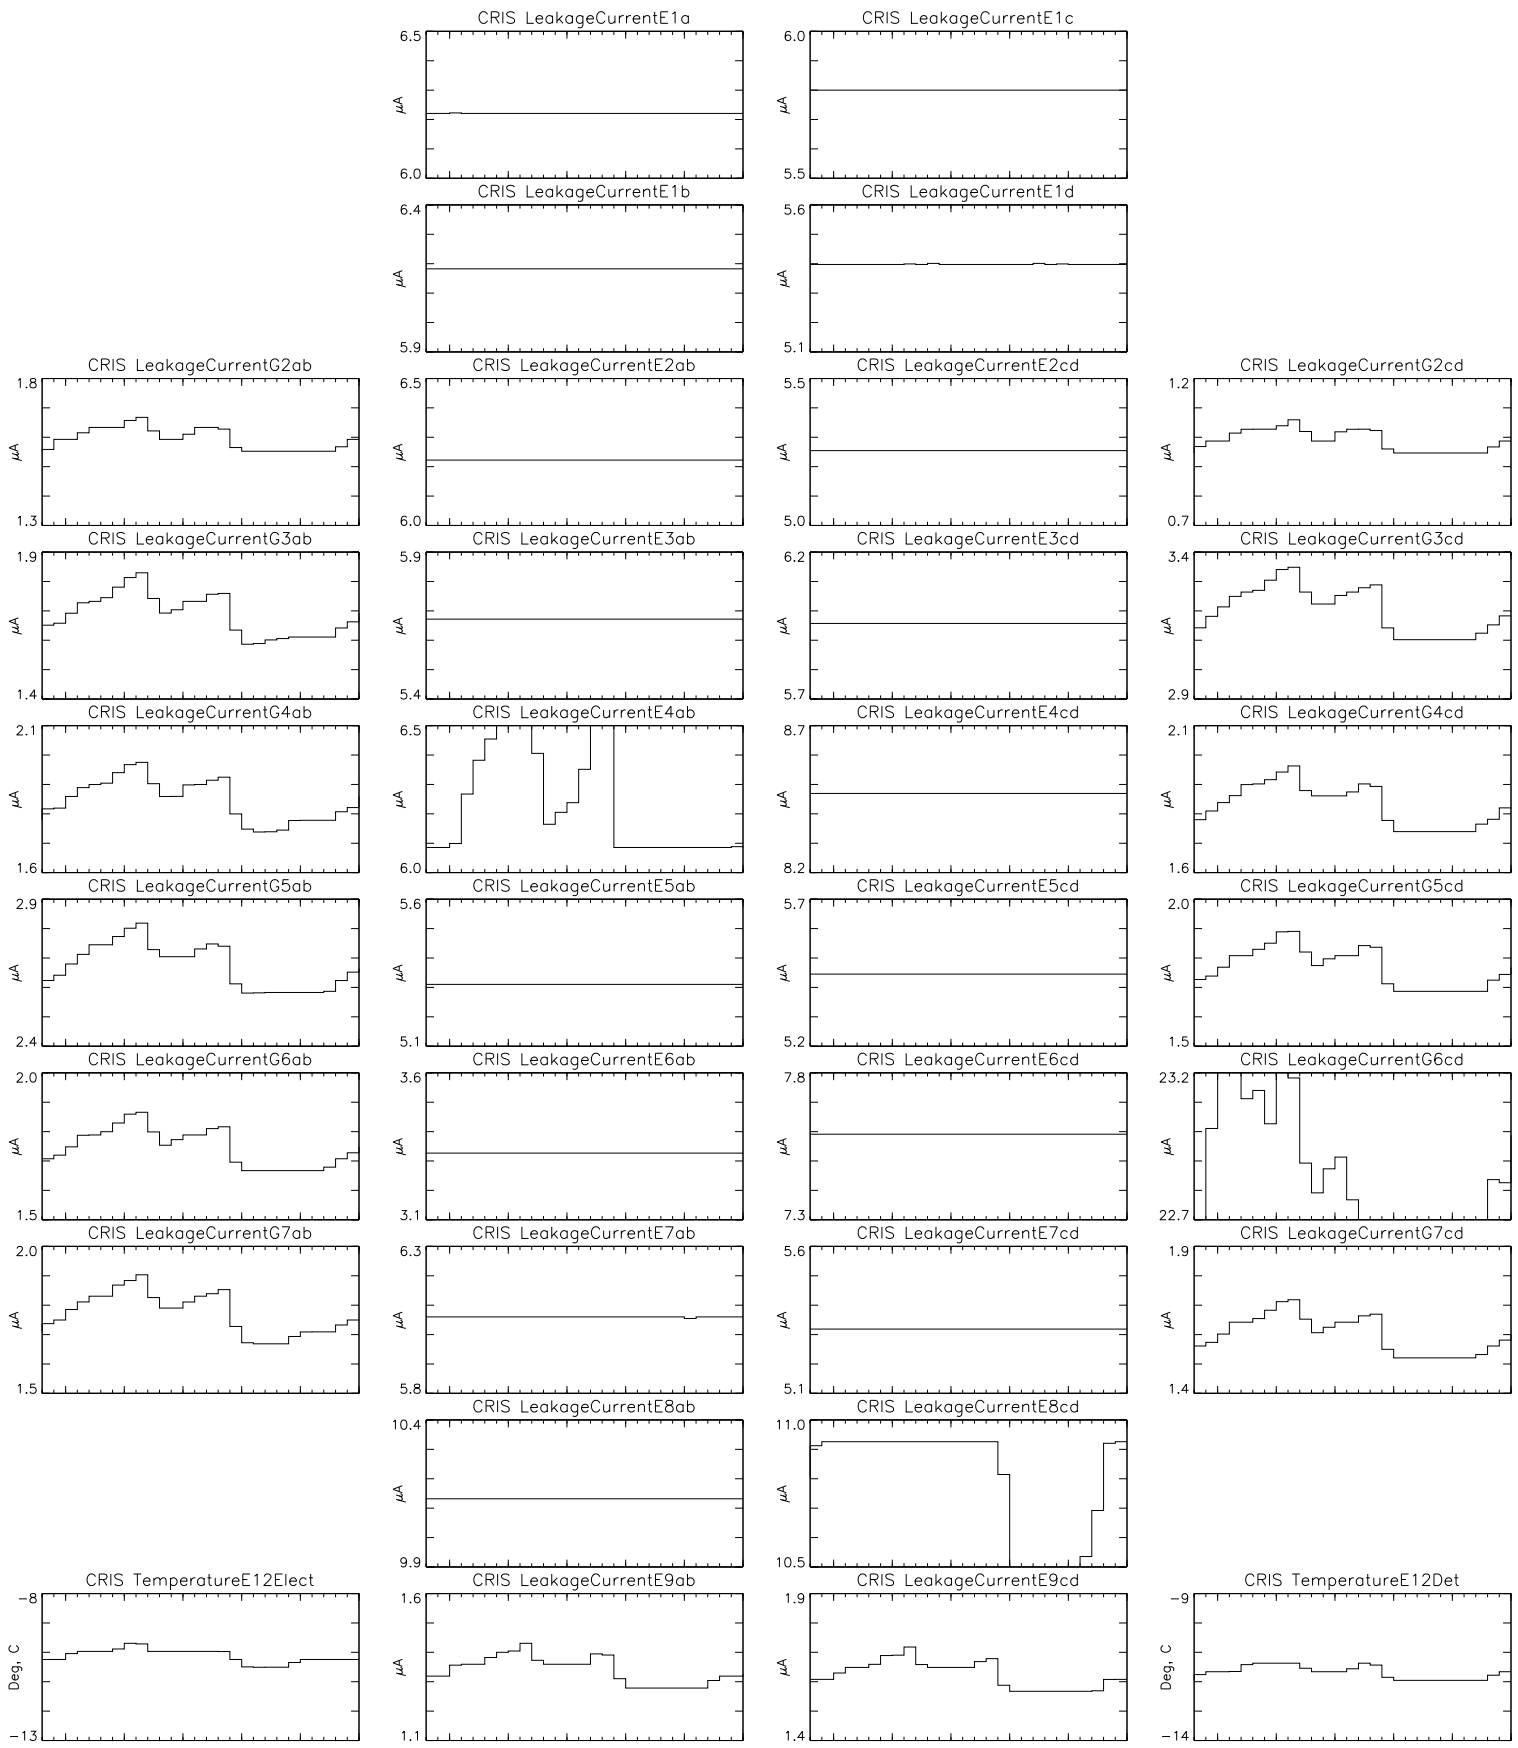 CRIS LeakageCurrentE1a CRIS LeakageCurrentE1c
6.5 6.0
μA μA
6.0 5.5
CRIS LeakageCurrentE1b CRIS LeakageCurrentE1d
6.4 5.6
μA μA
5.9 5.1
CRIS LeakageCurrentG2ab CRIS LeakageCurrentE2ab CRIS LeakageCurrentE2cd CRIS LeakageCurrentG2cd
1.8 6.5 5.5 1.2
μA μA μA μA
1.3 6.0 5.0 0.7
CRIS LeakageCurrentG3ab CRIS LeakageCurrentE3ab CRIS LeakageCurrentE3cd CRIS LeakageCurrentG3cd
1.9 5.9 6.2 3.4
μA μA μA μA
1.4 5.4 5.7 2.9
CRIS LeakageCurrentG4ab CRIS LeakageCurrentE4ab CRIS LeakageCurrentE4cd CRIS LeakageCurrentG4cd
2.1 6.5 8.7 2.1
μA μA μA μA
1.6 6.0 8.2 1.6
CRIS LeakageCurrentG5ab CRIS LeakageCurrentE5ab CRIS LeakageCurrentE5cd CRIS LeakageCurrentG5cd
2.9 5.6 5.7 2.0
μA μA μA μA
2.4 5.1 5.2 1.5
CRIS LeakageCurrentG6ab CRIS LeakageCurrentE6ab CRIS LeakageCurrentE6cd CRIS LeakageCurrentG6cd
2.0 3.6 7.8 23.2
μA μA μA μA
1.5 3.1 7.3 22.7
CRIS LeakageCurrentG7ab CRIS LeakageCurrentE7ab CRIS LeakageCurrentE7cd CRIS LeakageCurrentG7cd
2.0 6.3 5.6 1.9
μA μA μA μA
1.5 5.8 5.1 1.4
CRIS LeakageCurrentE8ab CRIS LeakageCurrentE8cd
10.4 11.0
μA μA
9.9 10.5
CRIS TemperatureE12Elect CRIS LeakageCurrentE9ab CRIS LeakageCurrentE9cd CRIS TemperatureE12Det
-8 1.6 1.9 -9
Deg, C μA μA Deg, C
-13 1.1 1.4 -14